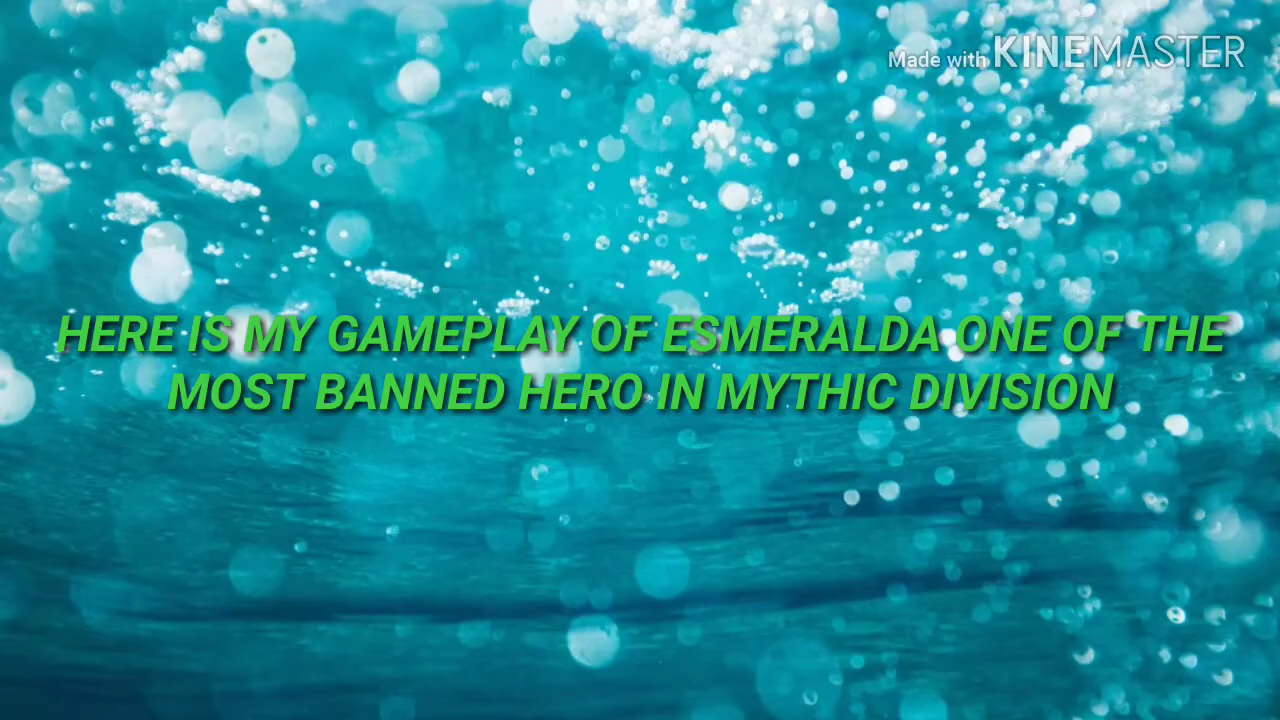 Made with KINEMASTER
HERE IS MY GAMEPLAY OF ESMERALDA ONE OF THE
MOST BANNED HERO IN MYTHIC DIVISION